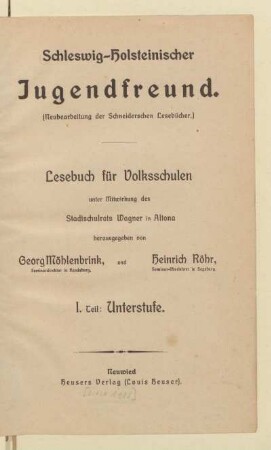 Schleswig-Holsteinischer
Jugendfreund.
(Neubearbeitung der Schneiderschen Lesebücher.)
Lesebuch für Volksschulen
unter Mitwirkung des
Stadtschulrats Wagner in Altona
herausgegeben von
Georg Möhlenbrink, und Heinrich Röhr,
I. Teil: Unterstufe.
Neuwied
Heusers Verlag (Louis Heuser).